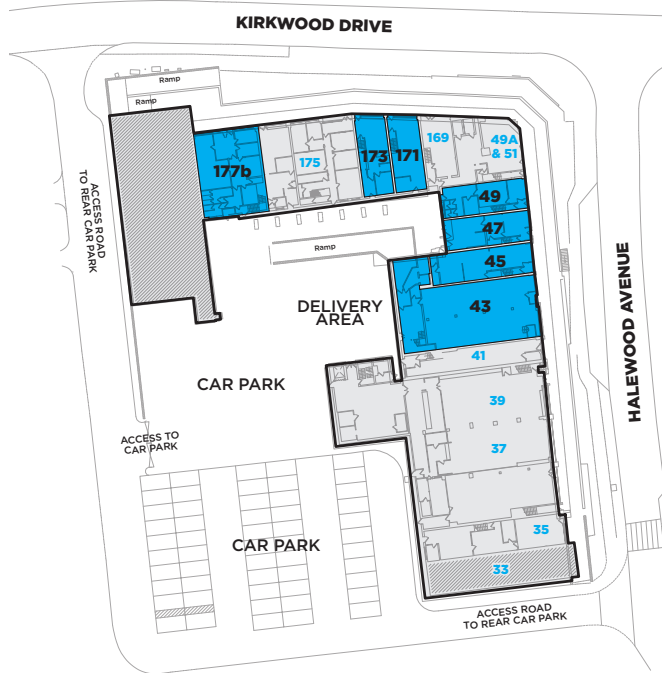 KIRKWOOD DRIVE
Ramp
Ramp
ACCESS ROAD
TO REAR CAR PARK
177b
175
173
171
169
49A
& 51
49
47
45
43
Ramp
DELIVERY
AREA
HALEWOOD AVENUE
41
CAR PARK
39
ACCESS TO
CAR PARK
37
35
CAR PARK
33
ACCESS ROAD
TO REAR CAR PARK